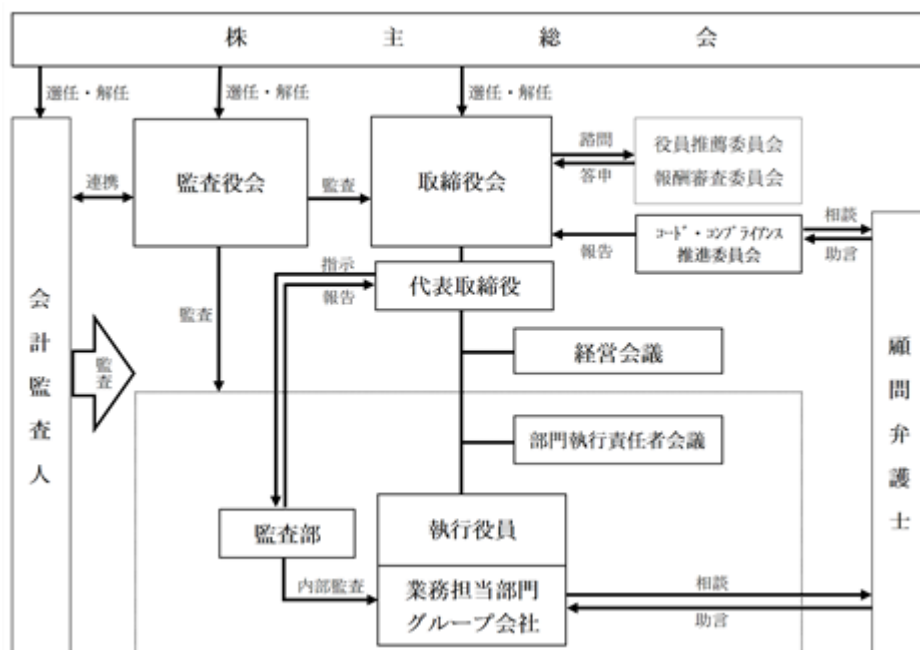 株主総会
選任・解任
選任・解任
選任・解任
監査役会
監査
取締役会
諮問
答申
役員推薦委員会
報酬審査委員会
連携
報告
コード・コンプライアンス
推進委員会
相談
助言
指示
報告
代表取締役
監査
会計監査人
監査
経営会議
顧問弁護士
部門執行責任者会議
監査部
執行役員
内部監査
業務担当部門
グループ会社
相談
助言